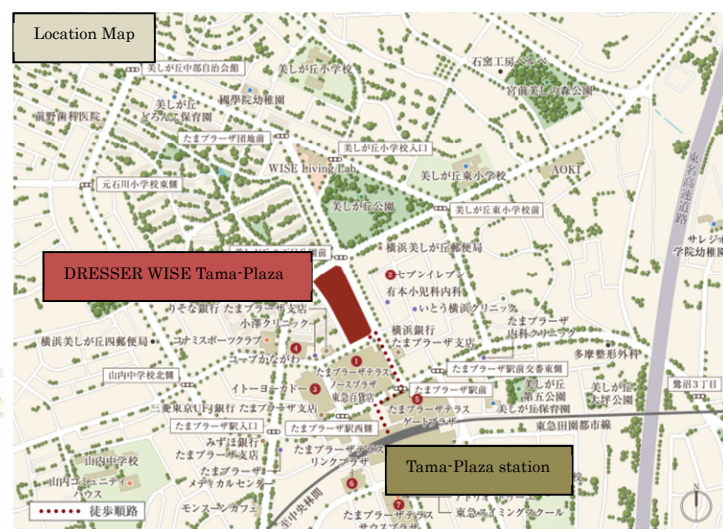 Location Map
美しが丘中部自治会館
美しが丘小学校
石窯工房ベルベ
宮前美しの森公園
國學院幼稚園
美しが丘
どろんこ保育園
前野歯科医院
たまプラーザ団地前
美しが丘小学校入口
WISE Living Lab
美しが丘東小学校
AOKI
東名高速道路
元石川小学校東側
美しが丘公園
美しが丘東小学校前
サレジオ
学院幼稚園
横浜美しが丘郵便局
DRESSER WISE Tama-Plaza
2 セブンイレブン
有本小児科内科
いとう横浜クリニック
りそな銀行 たまプラーザ支店
小澤クリニック
横浜銀行
たまプラーザ支店
たまプラーザ
内科クリニック
コナミスポーツクラブ
横浜美しが丘四郵便局
4
コープかながわ
1
多摩整形外科
たまプラーザ駅前交番東側
山内中学校北側
たまプラーザテラス
ノースプラザ
イトーヨーカドー
3
東急百貨店
たまプラーザ駅前
5
鷺沼3丁目
美しが丘
第五公園
美しが丘
大坪公園
三菱東京UFJ銀行 たまプラーザ支店
たまプラーザテラス
ゲートプラザ
美しが丘保育園
たまプラーザ駅入口
たまプラーザ駅西側
東急田園都市線
みずほ銀行
たまプラーザ支店
たまプラーザテラス
リンクプラザ
山内中学校
たまプラーザ
メディカルセンター
Tama-Plaza station
山内コミュニティ
ハウス
6
モンスーンカフェ
至中央林間
7
東急スイミングスクール
たまプラーザテラス
サウスプラザ
徒歩順路